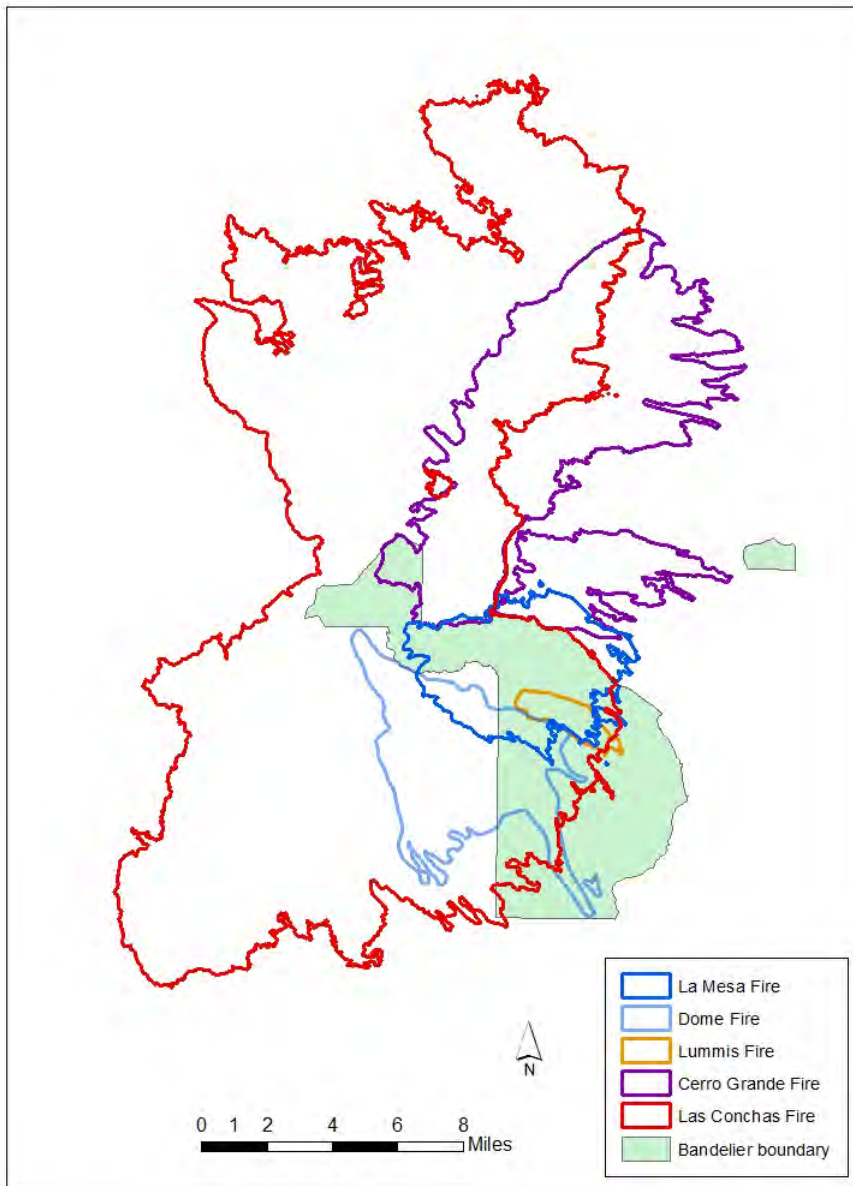 La Mesa Fire
Dome Fire
Lummis Fire
Cerro Grande Fire
Las Conchas Fire
Bandelier boundary
N
0 1 2 4 6 8
Miles